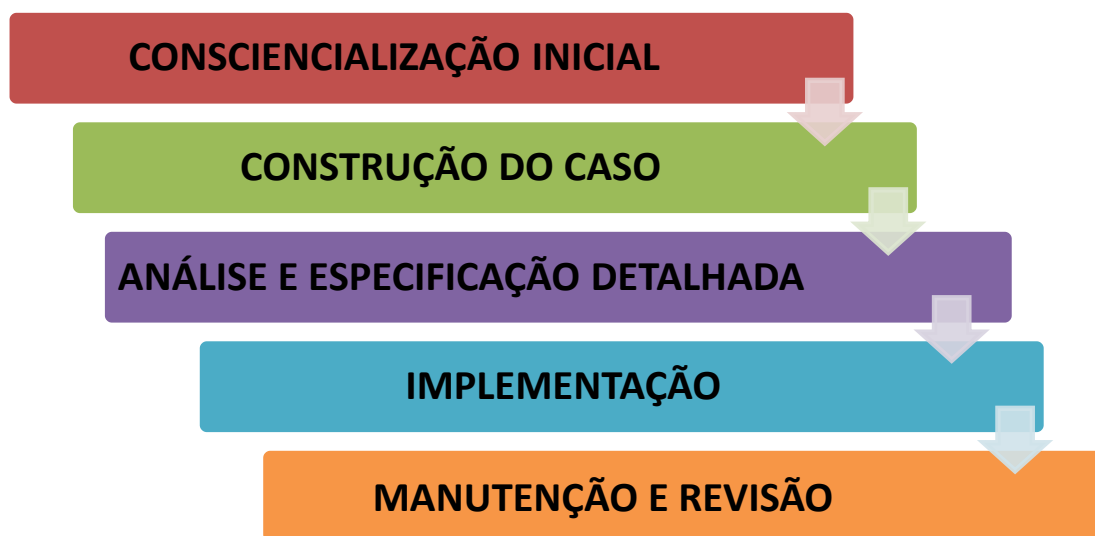 CONSCIENCIALIZAÇÃO INICIAL
CONSTRUÇÃO DO CASO
ANÁLISE E ESPECIFICAÇÃO DETALHADA
IMPLEMENTAÇÃO
MANUTENÇÃO E REVISÃO